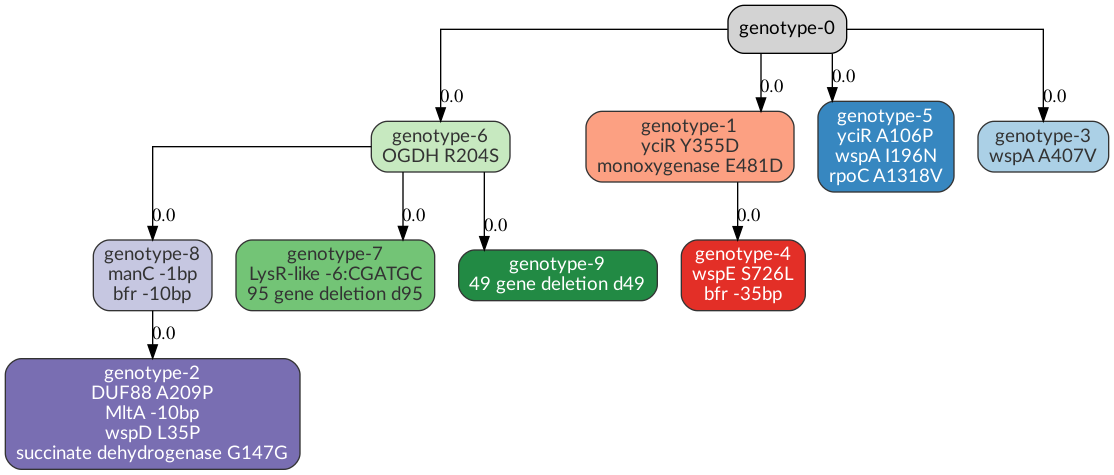 genotype-0
0.0
0.0
0.0
0.0
genotype-6
OGDH R204S
genotype-1
yciR Y355D
monoxygenase E481D
genotype-5
yciR A106P
wspA I196N
rpoC A1318V
genotype-3
wspA A407V
0.0
0.0
0.0
0.0
genotype-8
manC -1bp
bfr -10bp
genotype-7
LysR-like -6:CGATGC
95 gene deletion d95
genotype-9
49 gene deletion d49
genotype-4
wspE S726L
bfr -35bp
0.0
genotype-2
DUF88 A209P
MltA -10bp
wspD L35P
succinate dehydrogenase G147G